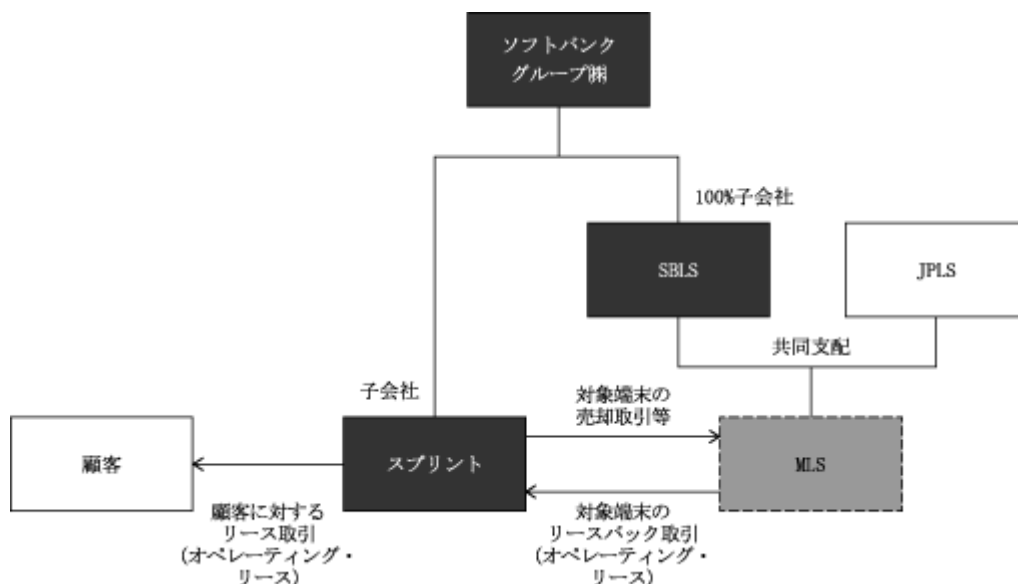 ソフトバンク
グループ㈱
100%子会社
SBLS
JPLS
共同支配
子会社
対象端末の
売却取引等
顧客
スプリント
MLS
顧客に対する
リース取引
(オペレーティング・
リース)
対象端末の
リースバック取引
(オペレーティング・
リース)